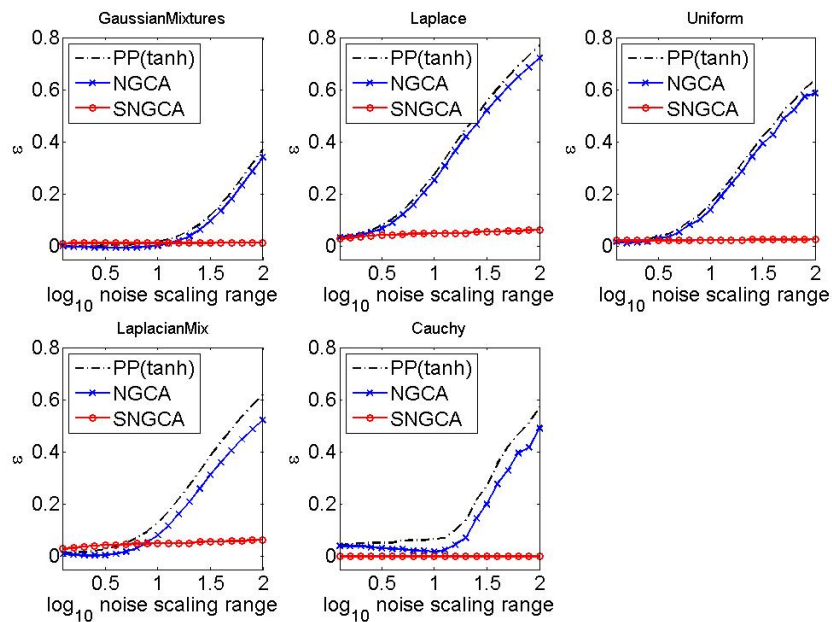 GaussianMixtures
0.8
0.6
0.4
0.2
0
ε
PP(tanh)
NGCA
SNGCA
0.5
1
1.5
2
log10 noise scaling range
Laplace
0.8
0.6
0.4
0.2
0
ε
PP(tanh)
NGCA
SNGCA
0.5
1
1.5
2
log10 noise scaling range
Uniform
0.8
0.6
0.4
0.2
0
ε
PP(tanh)
NGCA
SNGCA
0.5
1
1.5
2
log10 noise scaling range
LaplacianMix
0.8
0.6
0.4
0.2
0
ε
PP(tanh)
NGCA
SNGCA
0.5
1
1.5
2
log10 noise scaling range
Cauchy
0.8
0.6
0.4
0.2
0
ε
PP(tanh)
NGCA
SNGCA
0.5
1
1.5
2
log10 noise scaling range